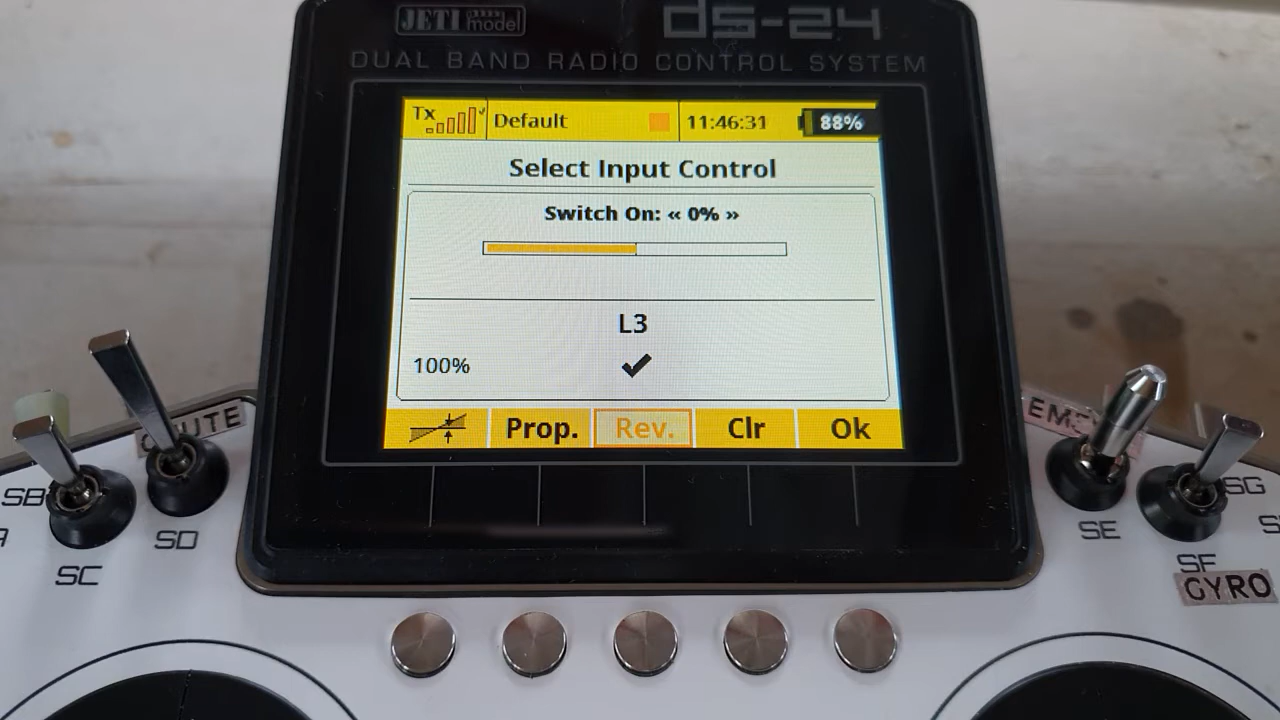 JETI model ds-24
DUAL BAND RADIO CONTROL SYSTEM
Tx Default 11:46:31 88%
Select Input Control
Switch On: « 0% »
L3
100%
Prop. Rev. Clr Ok
SB
SD
SC
SE
SG
SF
GYRO